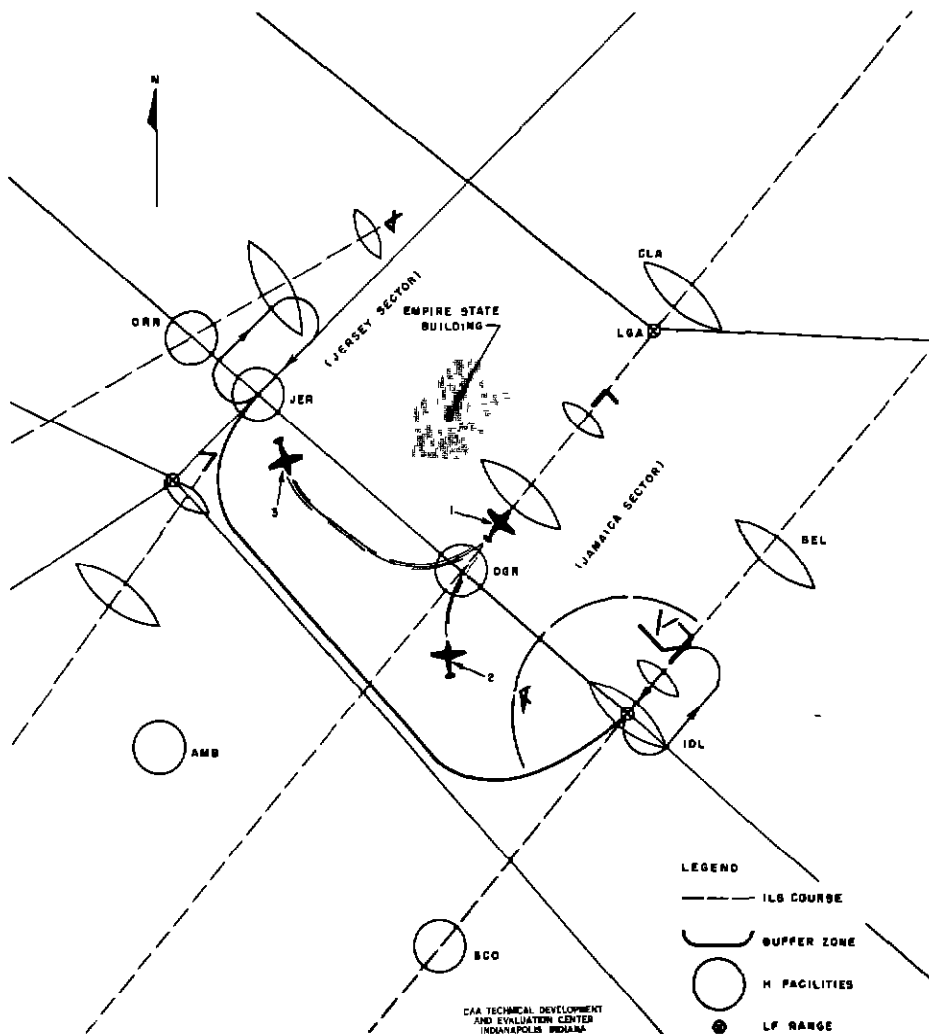 N
GLA
ORR
(JERSEY SECTOR)
EMPIRE STATE
BUILDING
LGA
JER
3
1
(JAMAICA SECTOR)
BEL
DGR
2
AMB
IDL
LEGEND
ILS COURSE
BUFFER ZONE
SCO
H FACILITIES
CAA TECHNICAL DEVELOPMENT
AND EVALUATION CENTER
INDIANAPOLIS INDIANA
LF RANGE